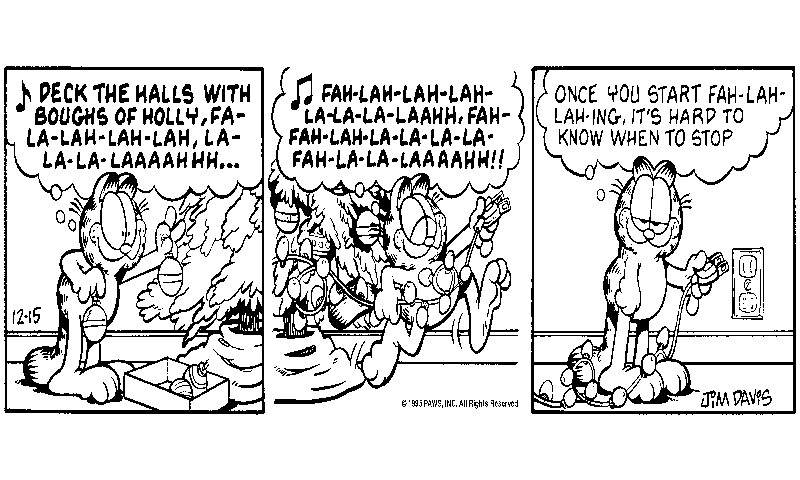 DECK THE HALLS WITH
BOUGHS OF HOLLY, FA-
LA-LAH-LAH-LAH, LA-
LA-LA-LAAAAHHH...
12-15
FAH-LAH-LAH-LAH-
LA-LA-LA-LAAHH, FAH-
FAH-LAH-LA-LA-LA-LA-
FAH-LA-LA-LAAAAHH!!
© 1995 PAWS, INC. All Rights Reserved
ONCE YOU START FAH-LAH-
LAH-ING, IT'S HARD TO
KNOW WHEN TO STOP
JIM DAVIS